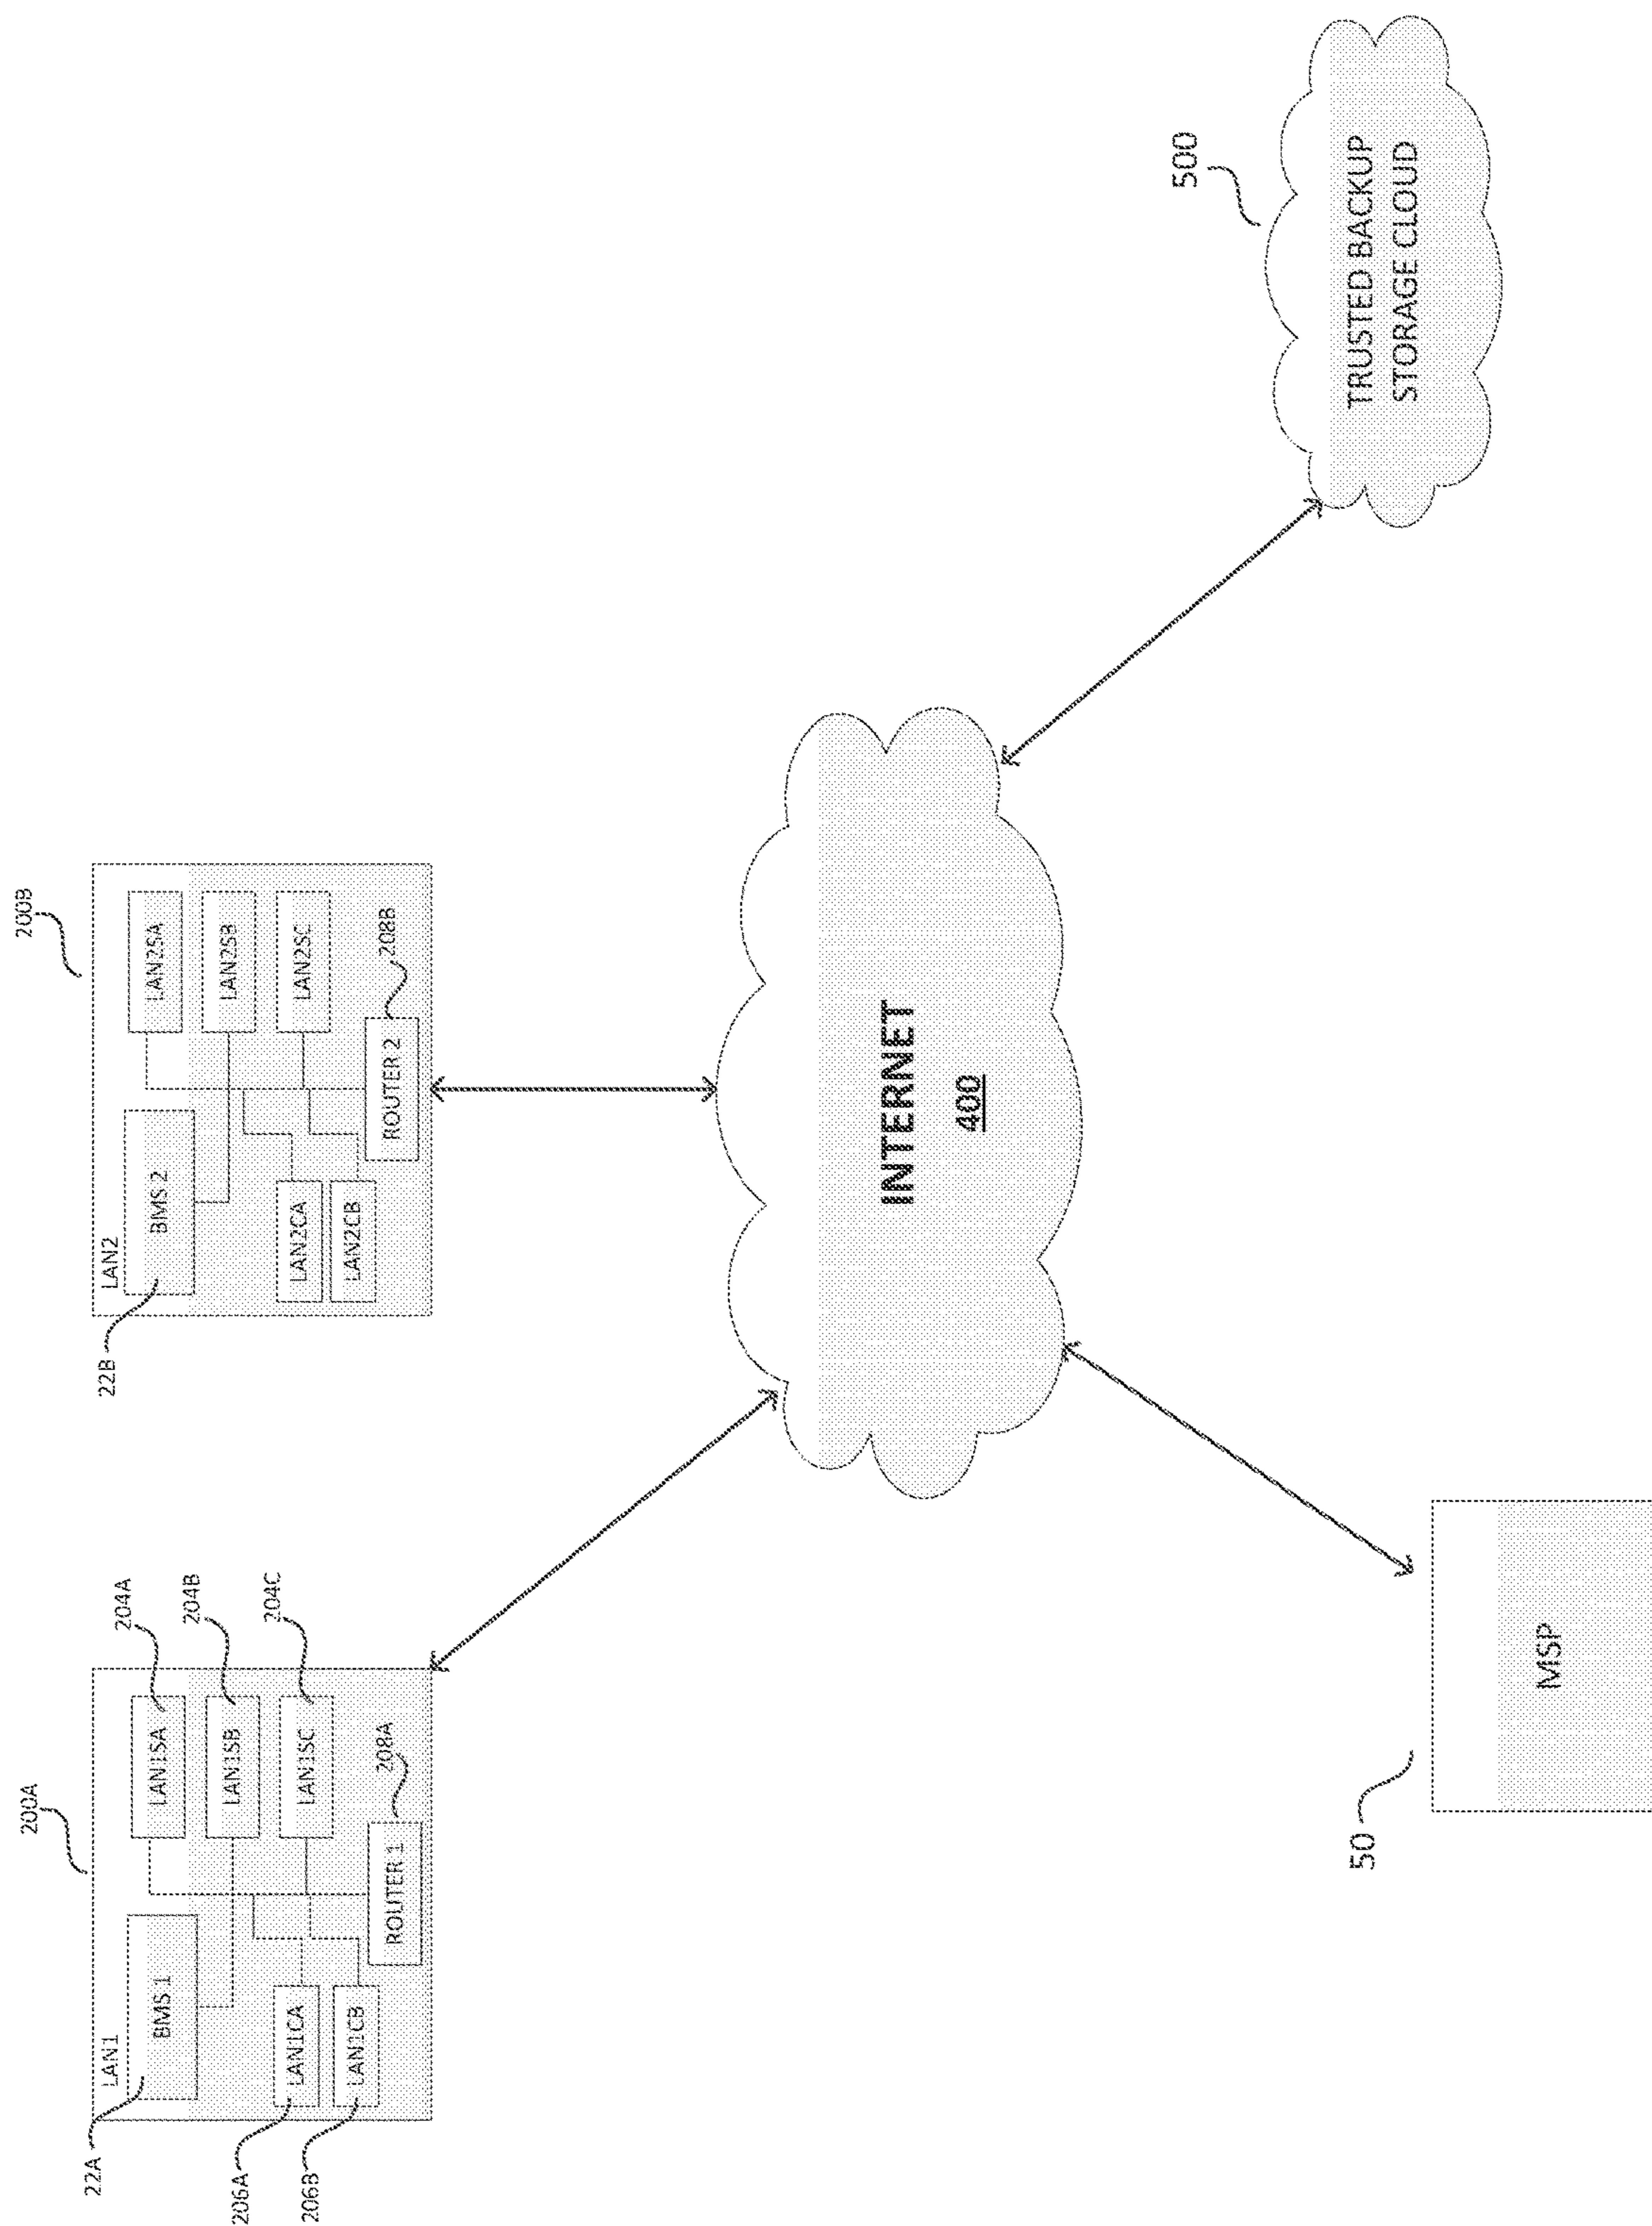 200A
LAN1
22A
BMS 1
LAN1SA
204A
LAN1SB
204B
LAN1SC
204C
LAN1CA
206A
LAN1CB
206B
ROUTER 1
208A
200B
LAN2
22B
BMS 2
LAN2SA
LAN2SB
LAN2SC
LAN2CA
LAN2CB
ROUTER 2
208B
INTERNET
400
50
MSP
500
TRUSTED BACKUP
STORAGE CLOUD